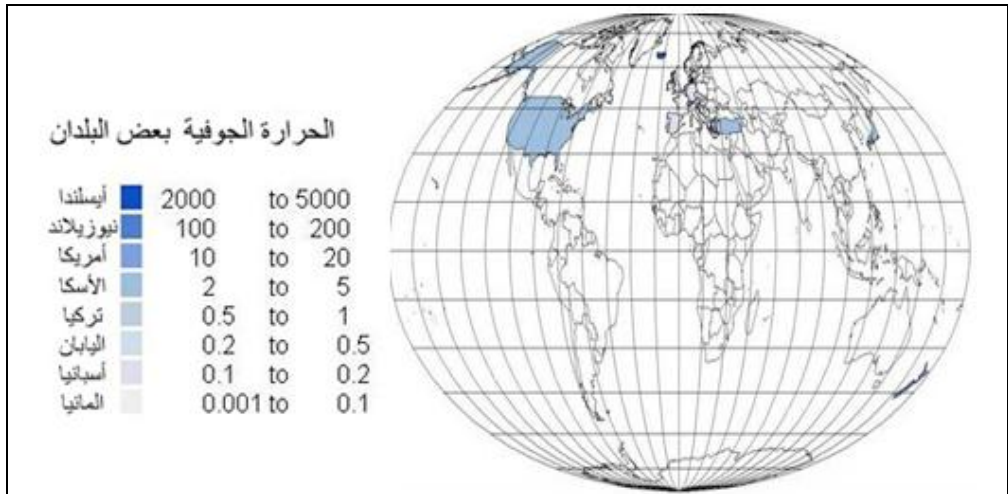 الحرارة الجوفية بعض البلدان
أيسلندا 2000 to 5000
نيوزيلاند 100 to 200
أمريكا 10 to 20
الأسكا 2 to 5
تركيا 0.5 to 1
اليابان 0.2 to 0.5
أسبانيا 0.1 to 0.2
المانيا 0.001 to 0.1